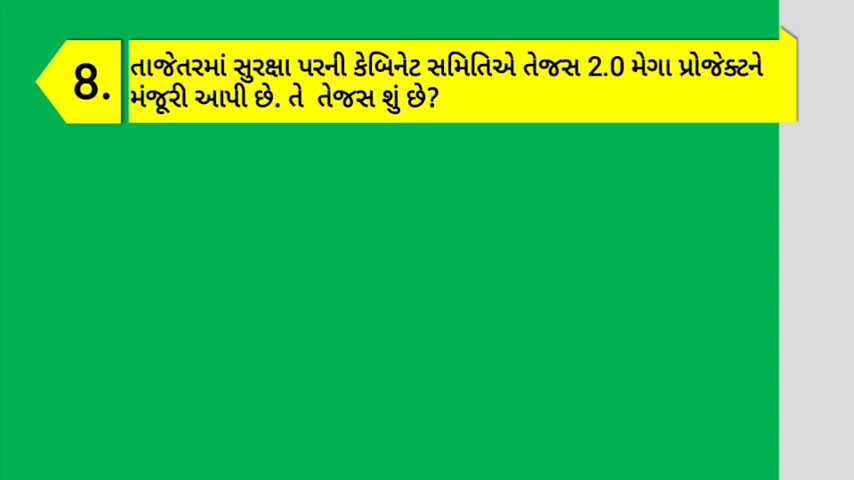 8. તાજેતરમાં સુરક્ષા પરની કેબિનેટ સમિતિએ તેજસ 2.0 મેગા પ્રોજેક્ટને
મંજૂરી આપી છે. તે તેજસ શું છે?